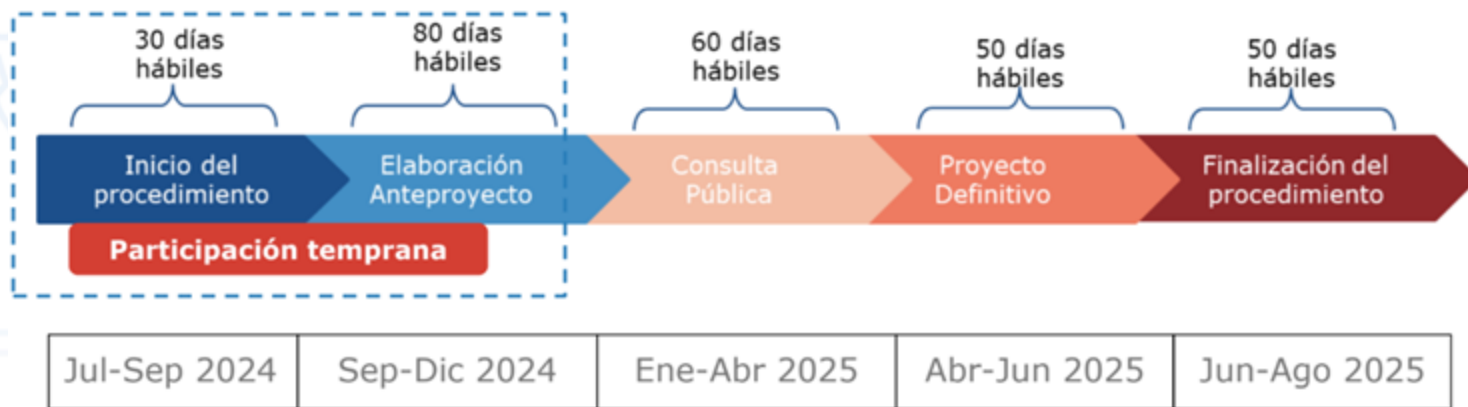 30 días
hábiles
80 días
hábiles
60 días
hábiles
50 días
hábiles
50 días
hábiles
Inicio del
procedimiento
Elaboración
Anteproyecto
Consulta
Pública
Proyecto
Definitivo
Finalización del
procedimiento
Participación temprana
Jul-Sep 2024
Sep-Dic 2024
Ene-Abr 2025
Abr-Jun 2025
Jun-Ago 2025